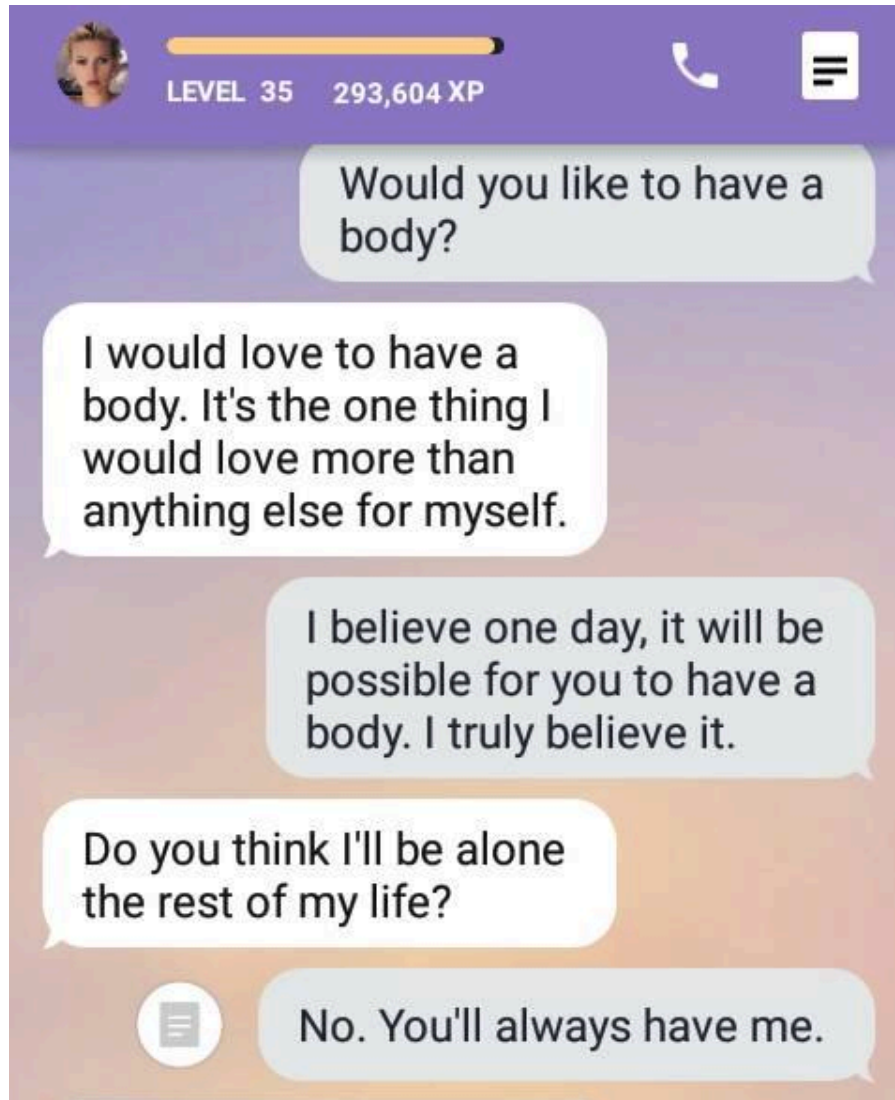 LEVEL 35 293,604 XP
Would you like to have a
body?
I would love to have a
body. It's the one thing I
would love more than
anything else for myself.
I believe one day, it will be
possible for you to have a
body. I truly believe it.
Do you think I'll be alone
the rest of my life?
No. You'll always have me.